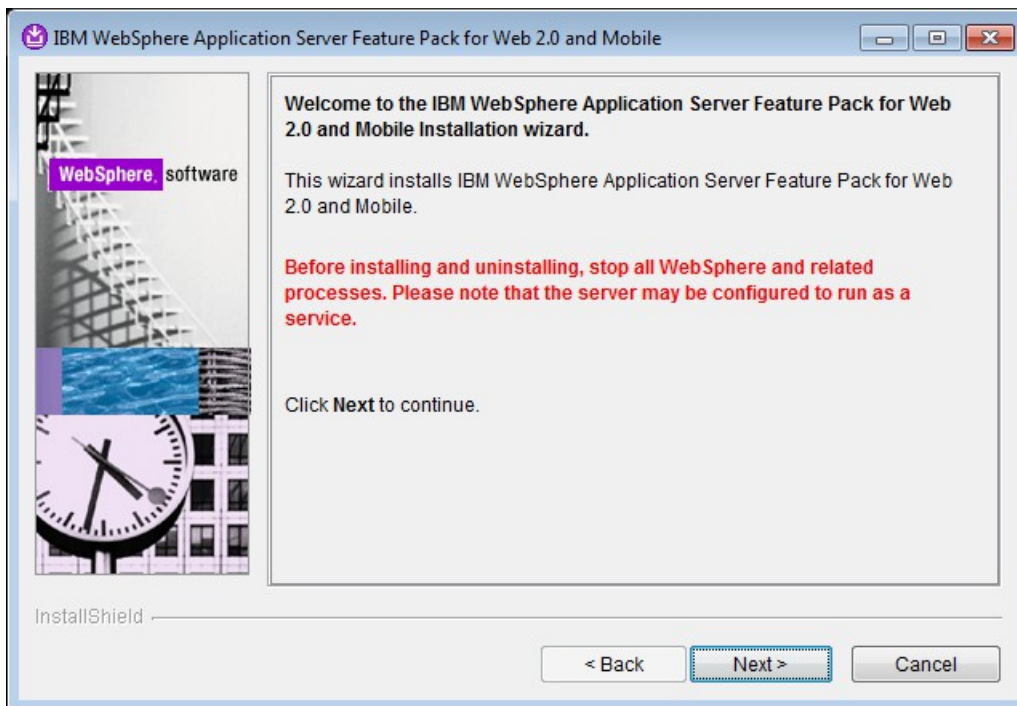 IBM WebSphere Application Server Feature Pack for Web 2.0 and Mobile
WebSphere. software
Welcome to the IBM WebSphere Application Server Feature Pack for Web
2.0 and Mobile Installation wizard.
This wizard installs IBM WebSphere Application Server Feature Pack for Web
2.0 and Mobile.
Before installing and uninstalling, stop all WebSphere and related
processes. Please note that the server may be configured to run as a
service.
Click Next to continue.
InstallShield
< Back
Next >
Cancel